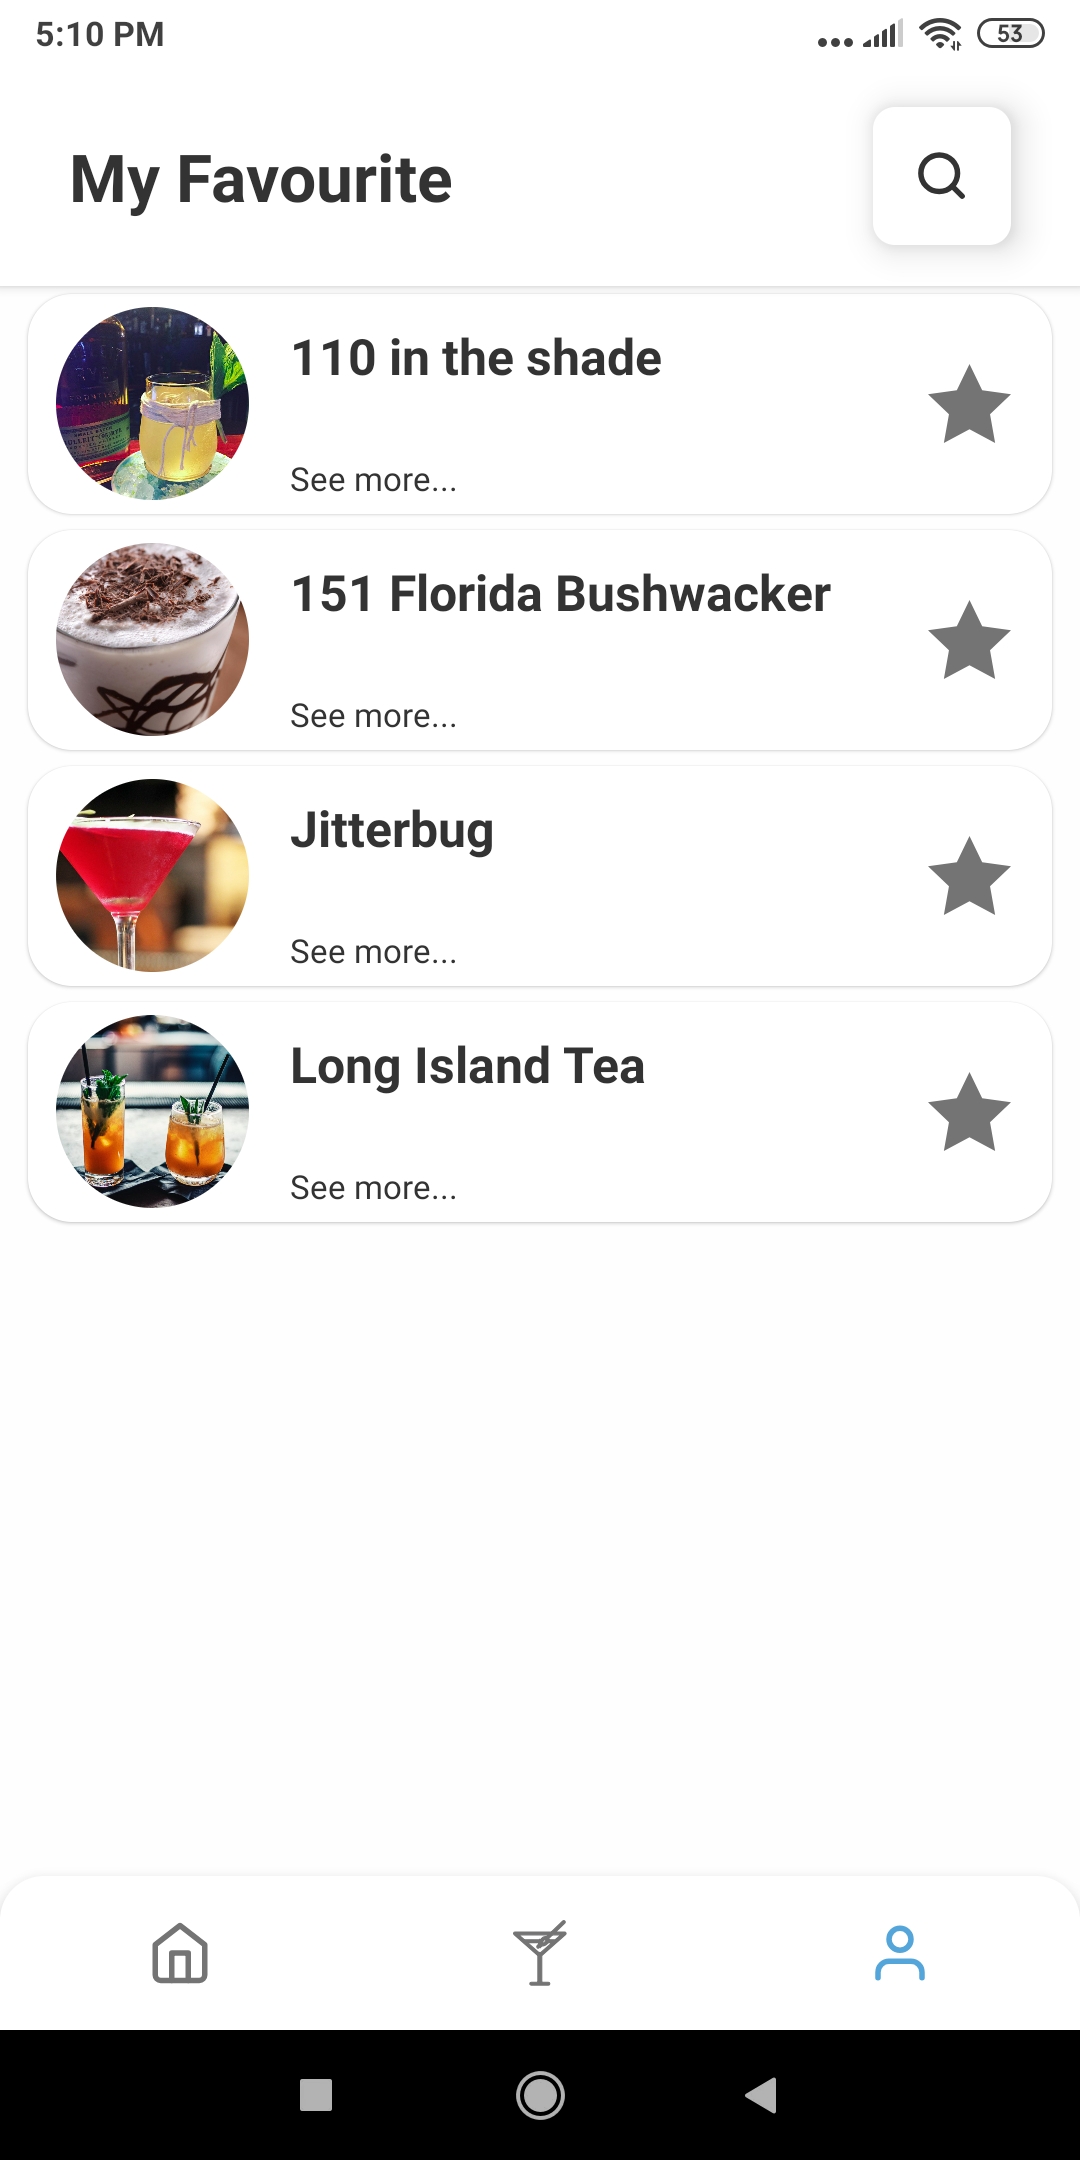 5:10 PM
53
My Favourite
110 in the shade
See more...
151 Florida Bushwacker
See more...
Jitterbug
See more...
Long Island Tea
See more...